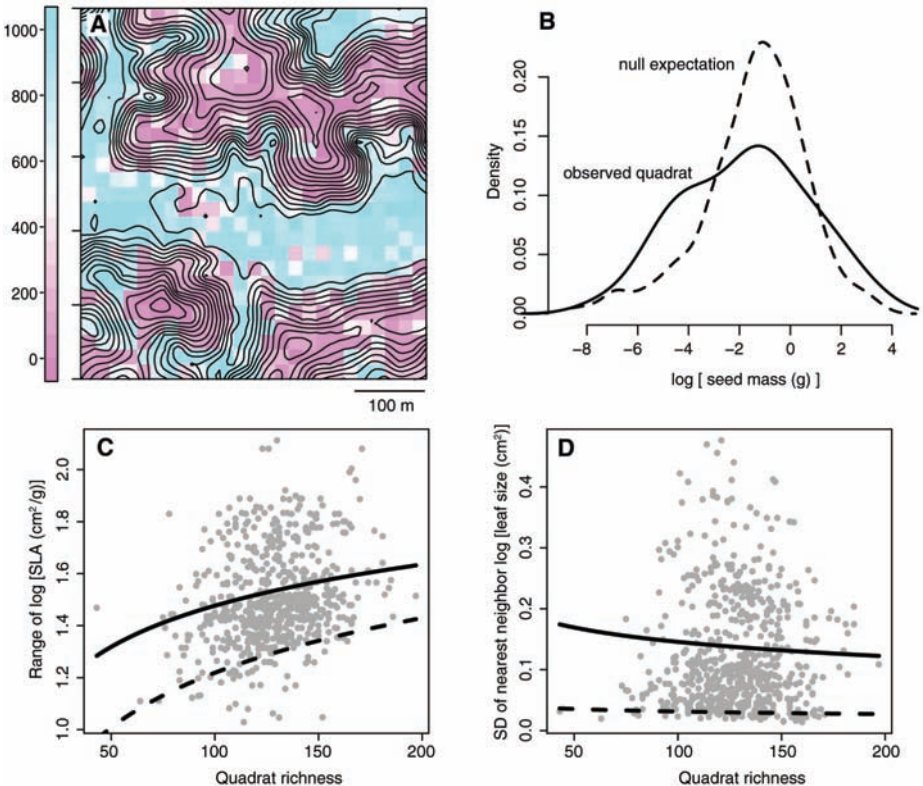 A
1000
800
600
400
200
0
100 m
B
null expectation
observed quadrat
Density
0.00
0.05
0.10
0.15
0.20
−8
−6
−4
−2
0
2
4
log [ seed mass (g) ]
C
Range of log [SLA (cm²/g)]
1.0
1.2
1.4
1.6
1.8
2.0
50
100
150
200
Quadrat richness
D
SD of nearest neighbor log [leaf size (cm²)]
0.0
0.1
0.2
0.3
0.4
50
100
150
200
Quadrat richness